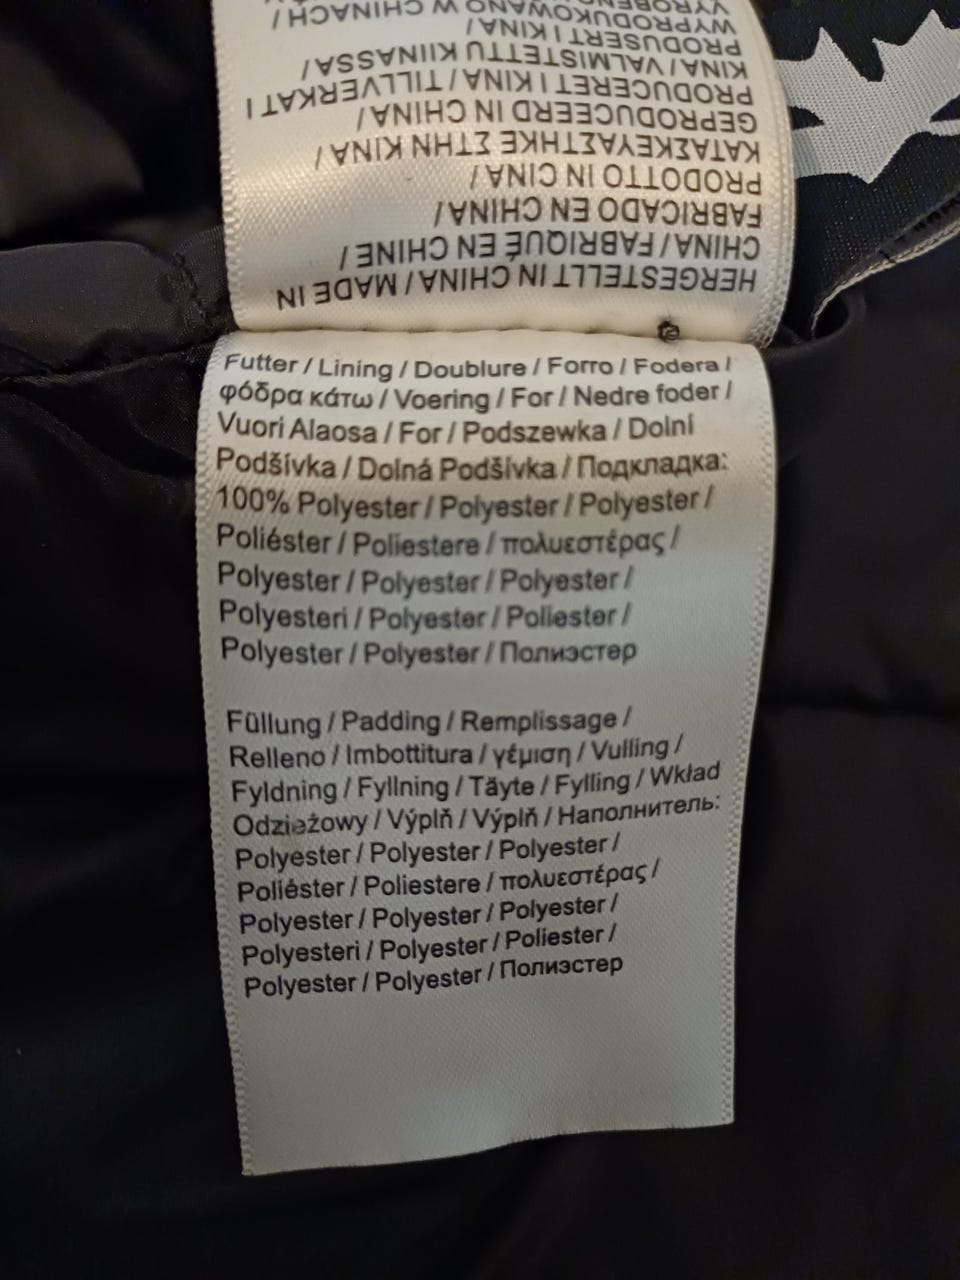 HERGESTELLT IN CHINA / MADE IN
CHINA / FABRIQUÉ EN CHINE /
FABRICADO EN CHINA /
PRODOTTO IN CINA /
ΚΑΤΑΣΚΕΥΑΣΤΗΚΕ ΣΤΗΝ ΚΙΝΑ /
GEPRODUCEERD IN CHINA /
PRODUCERET I KINA / TILLVERKAT I
KINA / VALMISTETTU KIINASSA /
PRODUSERT I KINA /
WYPRODUKOWANO W CHINACH /
Futter / Lining / Doublure / Forro / Fodera /
φόδρα κάτω / Voering / For / Nedre foder /
Vuori Alaosa / For / Podszewka / Dolní
Podšívka / Dolná Podšívka / Подкладка:
100% Polyester / Polyester / Polyester /
Poliéster / Poliestere / πολυεστέρας /
Polyester / Polyester / Polyester /
Polyesteri / Polyester / Poliester /
Polyester / Polyester / Полиэстер
Füllung / Padding / Remplissage /
Relleno / Imbottitura / γέμιση / Vulling /
Fyldning / Fyllning / Täyte / Fylling / Wkład
Odzieżowy / Výplň / Výplň / Наполнитель:
Polyester / Polyester / Polyester /
Poliéster / Poliestere / πολυεστέρας /
Polyester / Polyester / Polyester /
Polyesteri / Polyester / Poliester /
Polyester / Polyester / Полиэстер